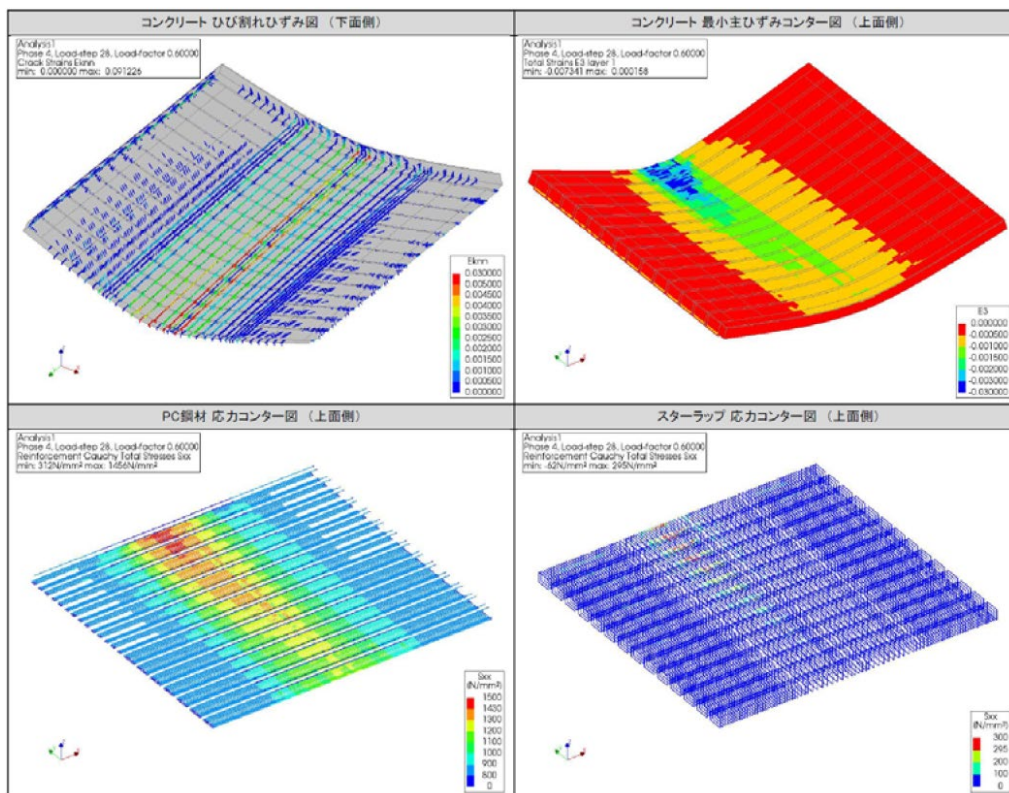 コンクリート ひび割れひずみ図 （下面側）
コンクリート 最小主ひずみコンター図 （上面側）
Analysis1
Phase 4, Load-step 28, Load-factor 0.60000
Crack Strains Eknn
min: 0.000000 max: 0.091226
Eknn
0.030000
0.005000
0.004500
0.004000
0.003500
0.003000
0.002500
0.002000
0.001500
0.001000
0.000500
0.000000
Analysis1
Phase 4, Load-step 28, Load-factor 0.60000
Total Strains E3 layer 1
min: -0.007341 max: 0.000158
E3
0.000000
-0.000500
-0.001000
-0.001500
-0.002000
-0.003000
-0.030000
PC鋼材 応力コンター図 （上面側）
スターラップ 応力コンター図 （上面側）
Analysis1
Phase 4, Load-step 28, Load-factor 0.60000
Reinforcement Cauchy Total Stresses Sxx
min: 312N/mm² max: 1456N/mm²
Sxx
(N/mm²)
1500
1430
1300
1200
1100
1000
900
800
0
Analysis1
Phase 4, Load-step 28, Load-factor 0.60000
Reinforcement Cauchy Total Stresses Sxx
min: -62N/mm² max: 295N/mm²
Sxx
(N/mm²)
300
295
200
100
0